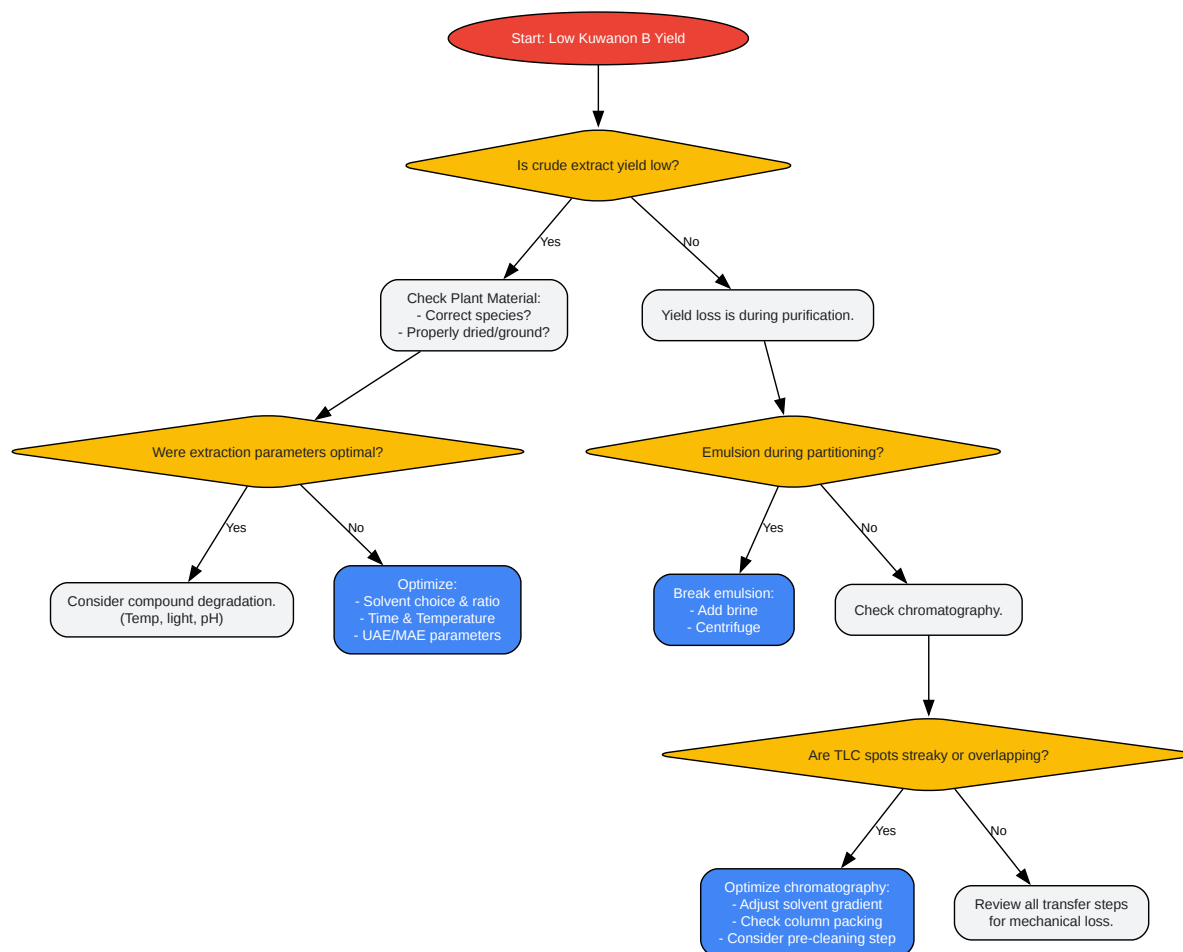 Start: Low Kuwanon B Yield
Is crude extract yield low?
Yes
No
Check Plant Material:
- Correct species?
- Properly dried/ground?
Yield loss is during purification.
Were extraction parameters optimal?
Emulsion during partitioning?
Yes
No
Yes
No
Consider compound degradation.
(Temp, light, pH)
Optimize:
- Solvent choice & ratio
- Time & Temperature
- UAE/MAE parameters
Break emulsion:
- Add brine
- Centrifuge
Check chromatography.
Are TLC spots streaky or overlapping?
Yes
No
Optimize chromatography:
- Adjust solvent gradient
- Check column packing
- Consider pre-cleaning step
Review all transfer steps
for mechanical loss.